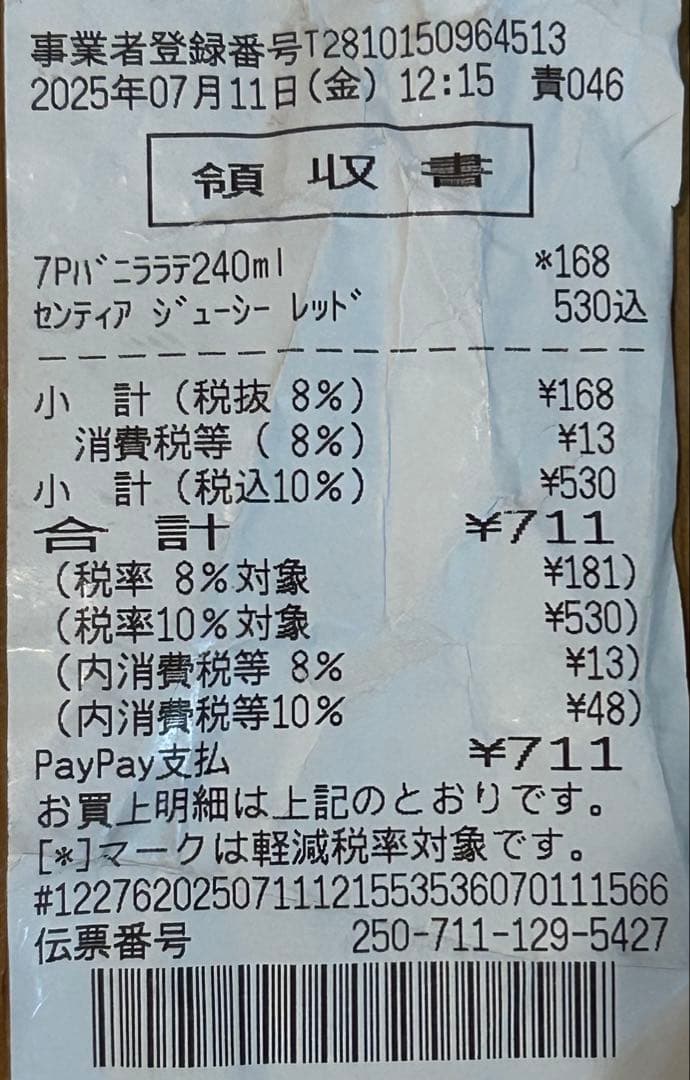 事業者登録番号T2810150964513
2025年07月11日(金) 12:15 責046
領 収 書
7Pﾊﾞﾆﾗﾗﾃ240ml *168
ｾﾝﾃｨｱ ｼﾞｭｰｼｰ ﾚｯﾄﾞ 530込
小 計(税抜 8%) ¥168
消費税等( 8%) ¥13
小 計(税込10%) ¥530
合 計 ¥711
(税率 8%対象 ¥181)
(税率10%対象 ¥530)
(内消費税等 8% ¥13)
(内消費税等10% ¥48)
PayPay支払 ¥711
お買上明細は上記のとおりです。
[*]マークは軽減税率対象です。
#122762025071112155353607011​1566
伝票番号 250-711-129-5427